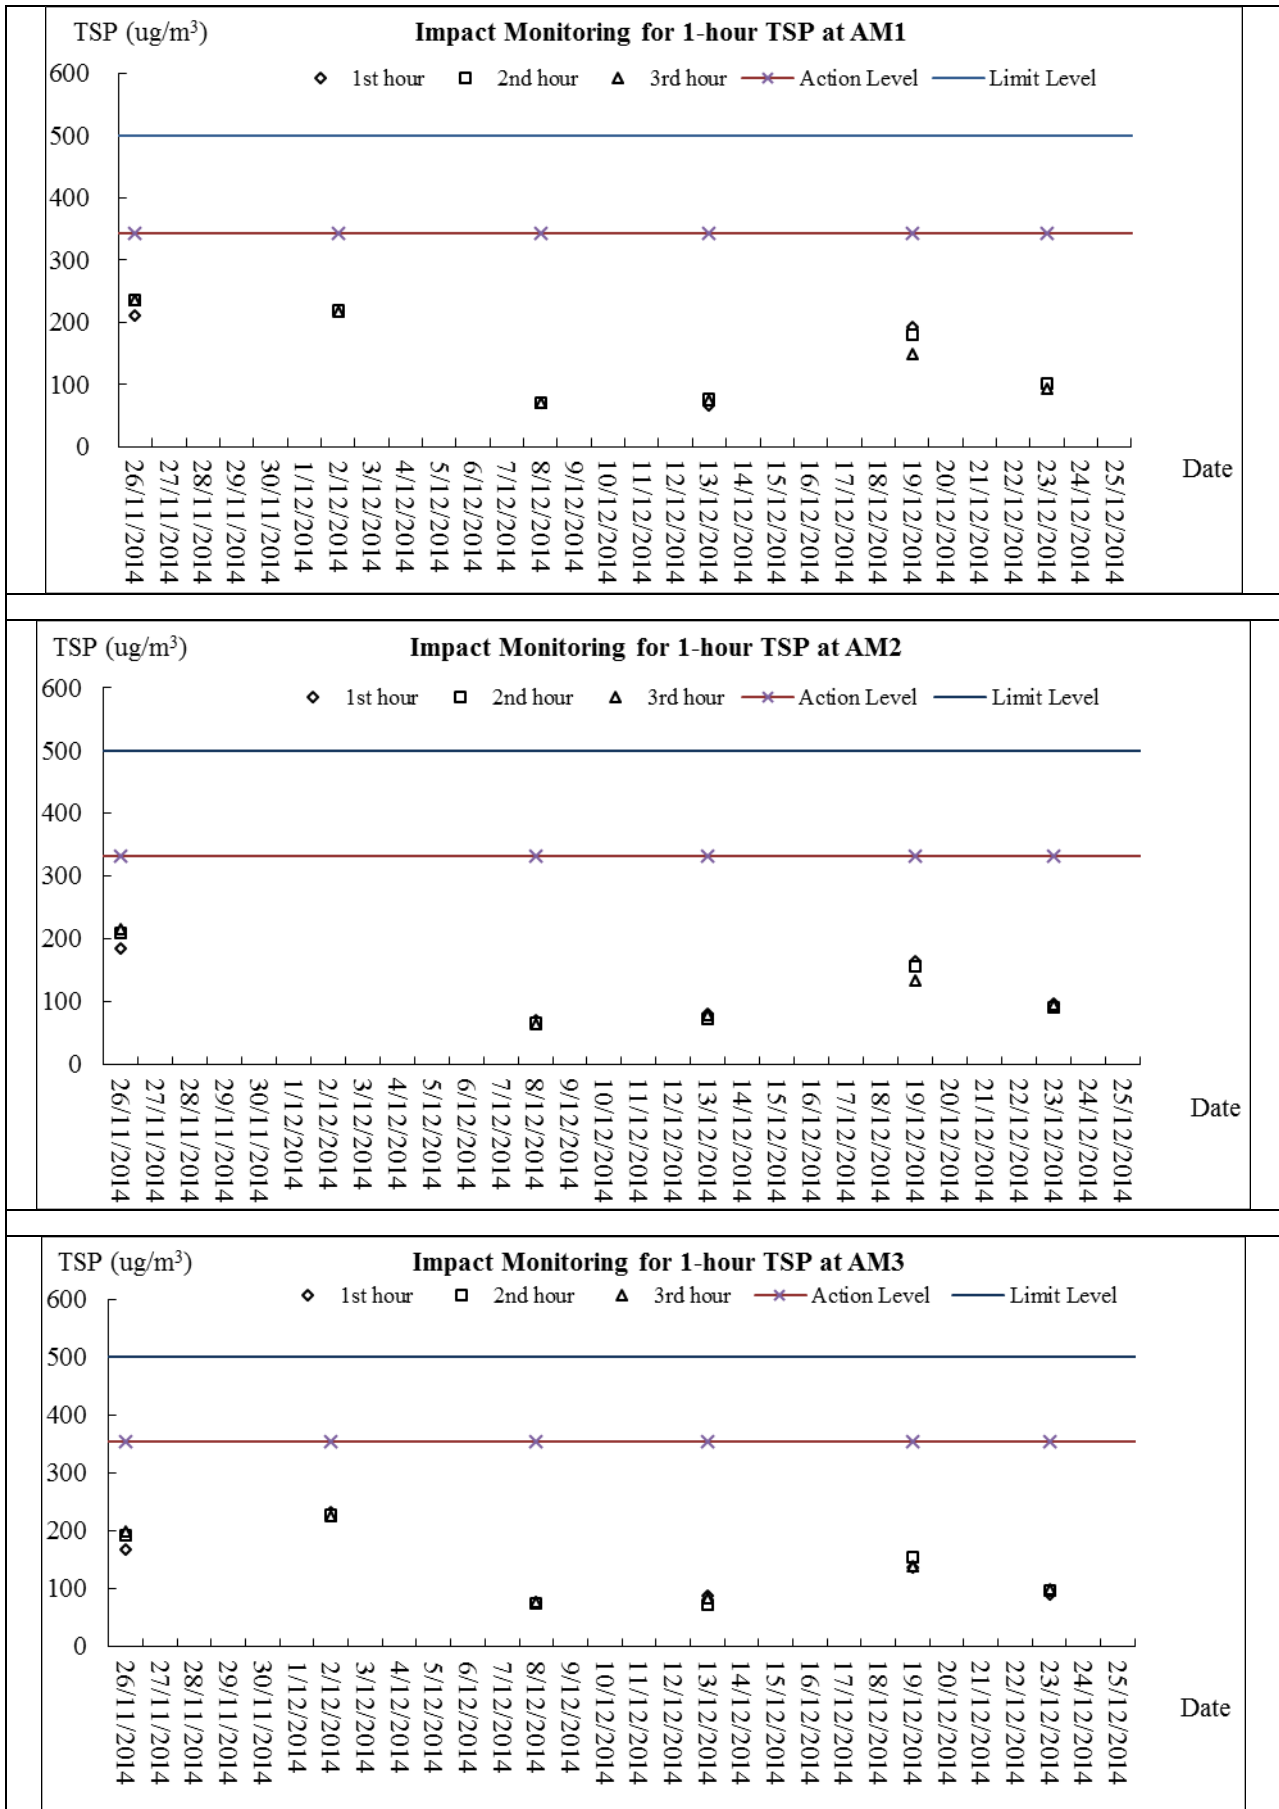 TSP (ug/m³) Impact Monitoring for 1-hour TSP at AM1
1st hour 2nd hour 3rd hour Action Level Limit Level
600
500
400
300
200
100
0
26/11/2014 27/11/2014 28/11/2014 29/11/2014 30/11/2014 1/12/2014 2/12/2014 3/12/2014 4/12/2014 5/12/2014 6/12/2014 7/12/2014 8/12/2014 9/12/2014 10/12/2014 11/12/2014 12/12/2014 13/12/2014 14/12/2014 15/12/2014 16/12/2014 17/12/2014 18/12/2014 19/12/2014 20/12/2014 21/12/2014 22/12/2014 23/12/2014 24/12/2014 25/12/2014
Date
TSP (ug/m³) Impact Monitoring for 1-hour TSP at AM2
1st hour 2nd hour 3rd hour Action Level Limit Level
600
500
400
300
200
100
0
26/11/2014 27/11/2014 28/11/2014 29/11/2014 30/11/2014 1/12/2014 2/12/2014 3/12/2014 4/12/2014 5/12/2014 6/12/2014 7/12/2014 8/12/2014 9/12/2014 10/12/2014 11/12/2014 12/12/2014 13/12/2014 14/12/2014 15/12/2014 16/12/2014 17/12/2014 18/12/2014 19/12/2014 20/12/2014 21/12/2014 22/12/2014 23/12/2014 24/12/2014 25/12/2014
Date
TSP (ug/m³) Impact Monitoring for 1-hour TSP at AM3
1st hour 2nd hour 3rd hour Action Level Limit Level
600
500
400
300
200
100
0
26/11/2014 27/11/2014 28/11/2014 29/11/2014 30/11/2014 1/12/2014 2/12/2014 3/12/2014 4/12/2014 5/12/2014 6/12/2014 7/12/2014 8/12/2014 9/12/2014 10/12/2014 11/12/2014 12/12/2014 13/12/2014 14/12/2014 15/12/2014 16/12/2014 17/12/2014 18/12/2014 19/12/2014 20/12/2014 21/12/2014 22/12/2014 23/12/2014 24/12/2014 25/12/2014
Date